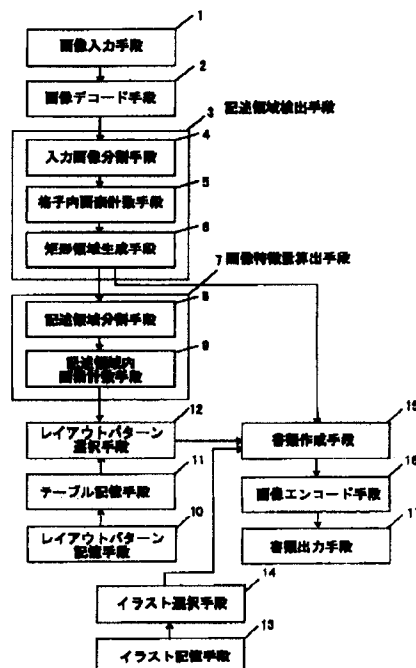 1
画像入力手段
2
画像デコード手段
3 記述領域検出手段
4
入力画像分割手段
5
格子内画素計数手段
6
矩形領域生成手段
7 画像特徴量算出手段
8
記述領域分割手段
9
記述領域内
画素計数手段
12
レイアウトパターン
選択手段
15
書類作成手段
11
テーブル記憶手段
16
画像エンコード手段
10
レイアウトパターン
記憶手段
17
書類出力手段
14
イラスト選択手段
13
イラスト記憶手段